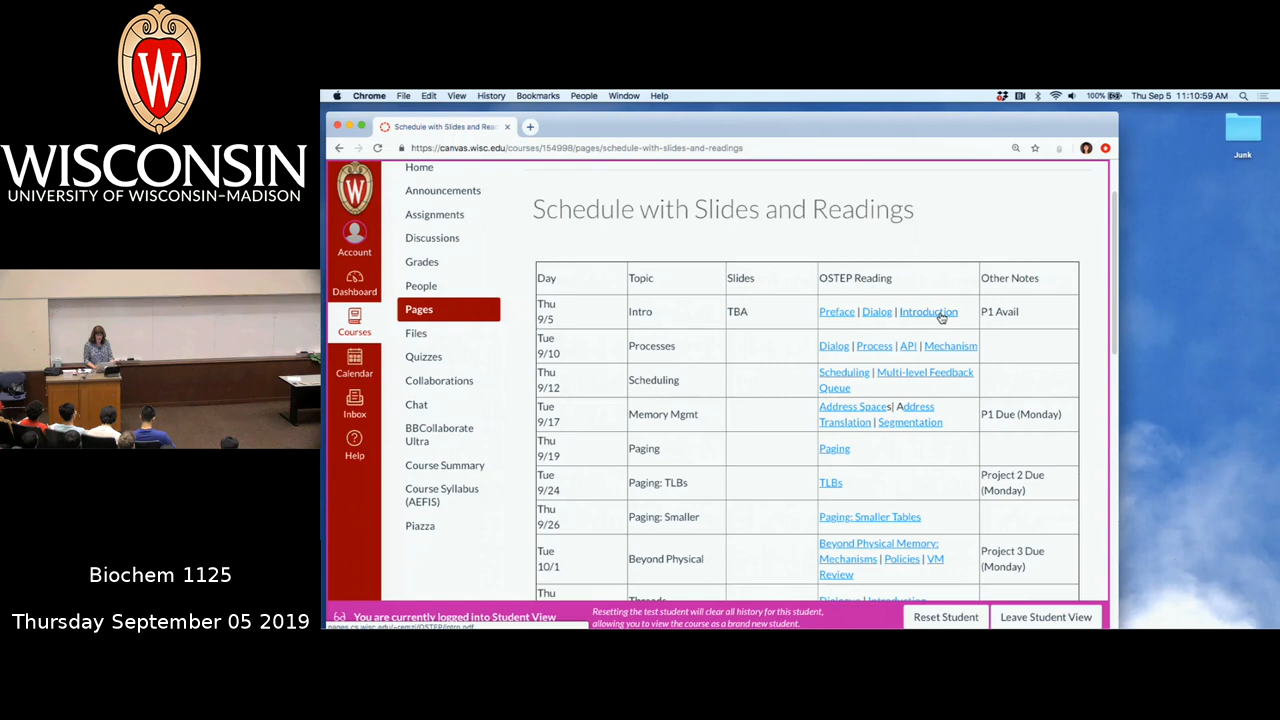 W
WISCONSIN
UNIVERSITY OF WISCONSIN–MADISON
Biochem 1125
Thursday September 05 2019
Chrome File Edit View History Bookmarks People Window Help
100% Thu Sep 5 11:10:59 AM
Junk
Schedule with Slides and Rea
https://canvas.wisc.edu/courses/154998/pages/schedule-with-slides-and-readings
Account
Dashboard
Courses
Calendar
Inbox
Help
Home
Announcements
Assignments
Discussions
Grades
People
Pages
Files
Quizzes
Collaborations
Chat
BBCollaborate
Ultra
Course Summary
Course Syllabus
(AEFIS)
Piazza
Schedule with Slides and Readings
Day Topic Slides OSTEP Reading Other Notes
Thu
9/5 Intro TBA Preface | Dialog | Introduction P1 Avail
Tue
9/10 Processes Dialog | Process | API | Mechanism
Thu
9/12 Scheduling Scheduling | Multi-level Feedback
Queue
Tue
9/17 Memory Mgmt Address Spaces| Address
Translation | Segmentation P1 Due (Monday)
Thu
9/19 Paging Paging
Tue
9/24 Paging: TLBs TLBs Project 2 Due
(Monday)
Thu
9/26 Paging: Smaller Paging: Smaller Tables
Tue
10/1 Beyond Physical Beyond Physical Memory:
Mechanisms | Policies | VM
Review Project 3 Due
(Monday)
Thu Threads Dialogue | Introduction
You are currently logged into Student View
Resetting the test student will clear all history for this student,
allowing you to view the course as a brand new student.
Reset Student
Leave Student View